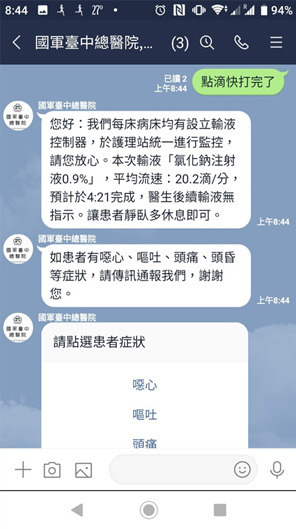 8:44
27°
94%
國軍臺中總醫院,... (3)
點滴快打完了
已讀 2
上午8:44
國軍臺中總醫院
您好:我們每床病床均有設立輸液
控制器,於護理站統一進行監控,
請您放心。本次輸液「氯化鈉注射
液0.9%」,平均流速:20.2滴/分,
預計於4:21完成,醫生後續輸液無
指示。讓患者靜臥多休息即可。
上午8:44
國軍臺中總醫院
如患者有噁心、嘔吐、頭痛、頭昏
等症狀,請傳訊通報我們,謝謝
您。
上午8:44
國軍臺中總醫院
請點選患者症狀
噁心
嘔吐
頭痛